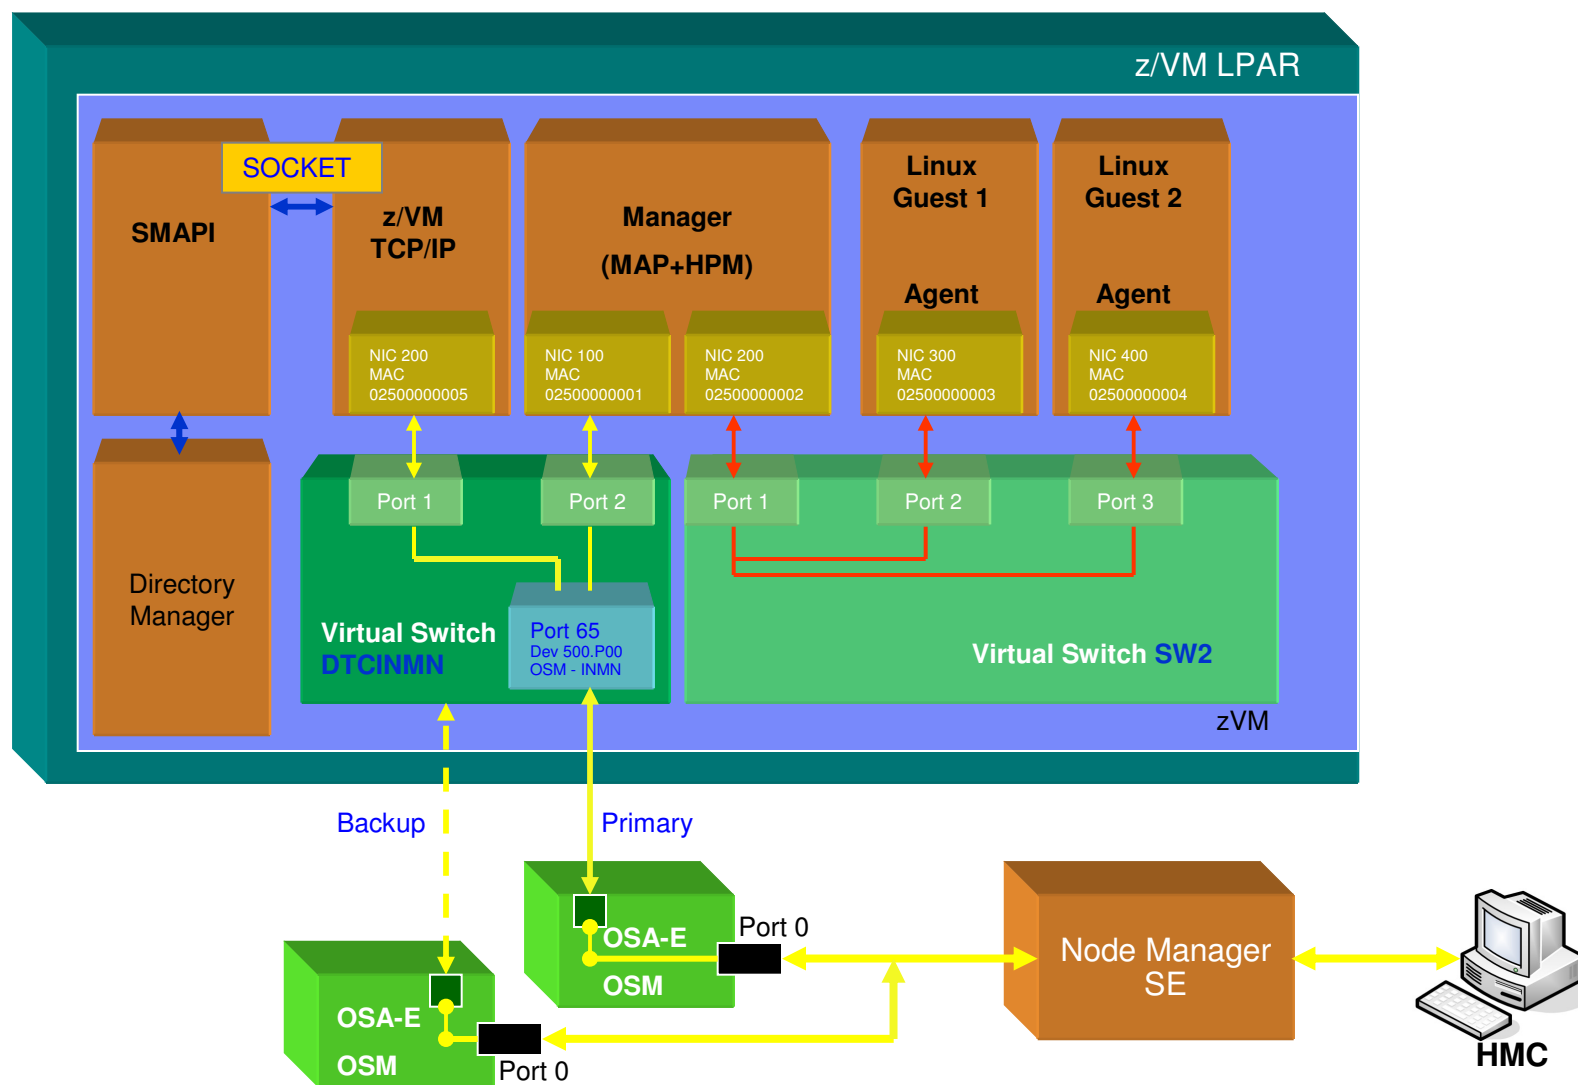 z/VM LPAR
SOCKET
SMAPI
z/VM
TCP/IP
Manager
(MAP+HPM)
Linux
Guest 1
Agent
Linux
Guest 2
Agent
NIC 200
MAC
02500000005
NIC 100
MAC
02500000001
NIC 200
MAC
02500000002
NIC 300
MAC
02500000003
NIC 400
MAC
02500000004
Port 1
Port 2
Port 1
Port 2
Port 3
Directory
Manager
Virtual Switch
DTCINMN
Port 65
Dev 500.P00
OSM - INMN
Virtual Switch SW2
zVM
Backup
Primary
OSA-E
OSM
Port 0
OSA-E
OSM
Port 0
Node Manager
SE
HMC